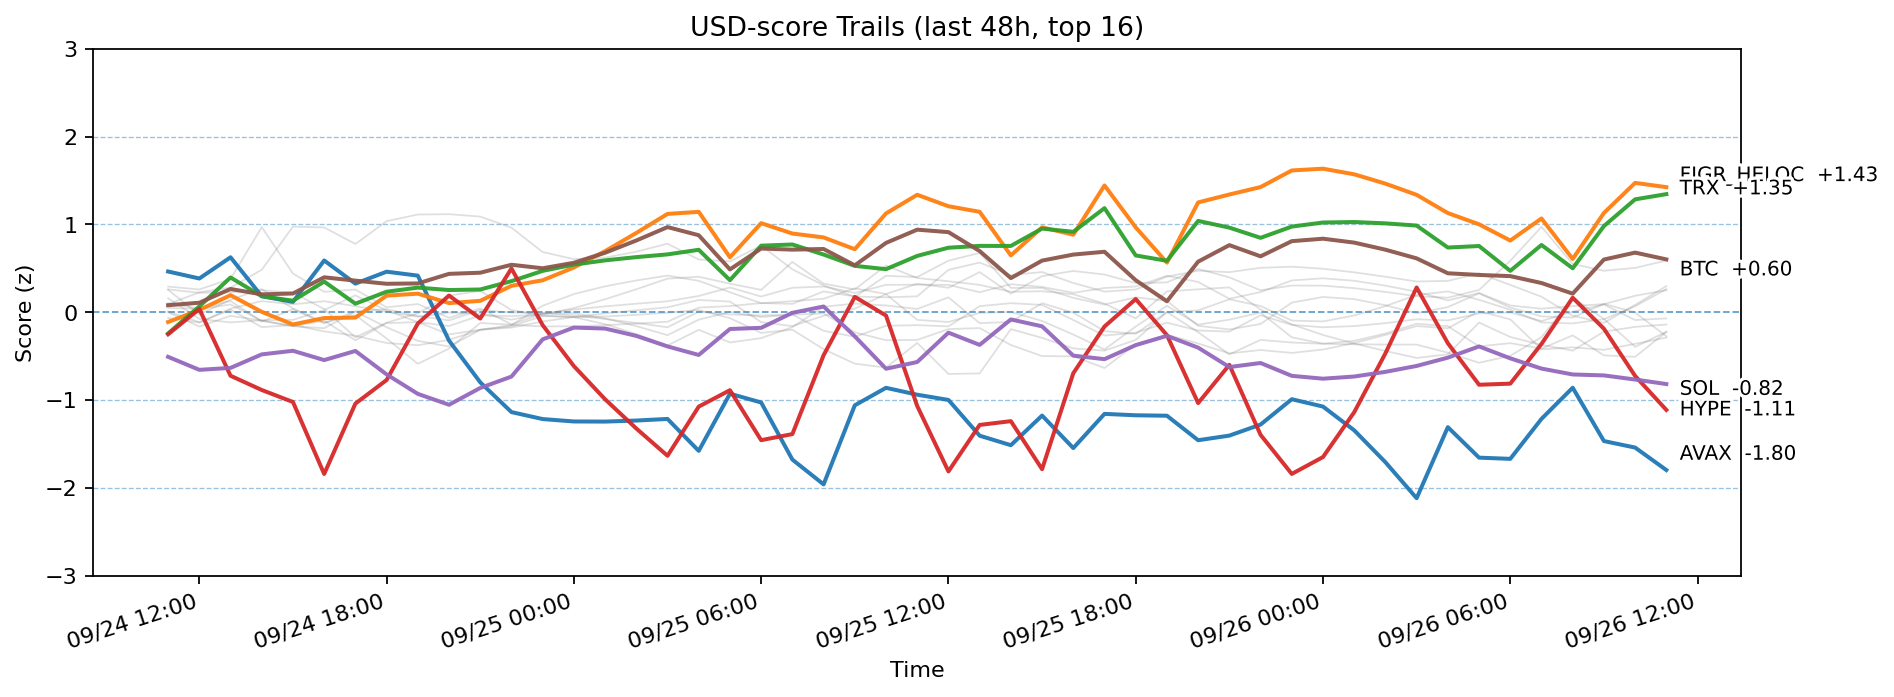 USD-score Trails (last 48h, top 16)
Score (z)
3
2
1
0
−1
−2
−3
FIGR_HELOC +1.43
TRX +1.35
BTC +0.60
SOL -0.82
HYPE -1.11
AVAX -1.80
09/24 12:00
09/24 18:00
09/25 00:00
09/25 06:00
09/25 12:00
09/25 18:00
09/26 00:00
09/26 06:00
09/26 12:00
Time